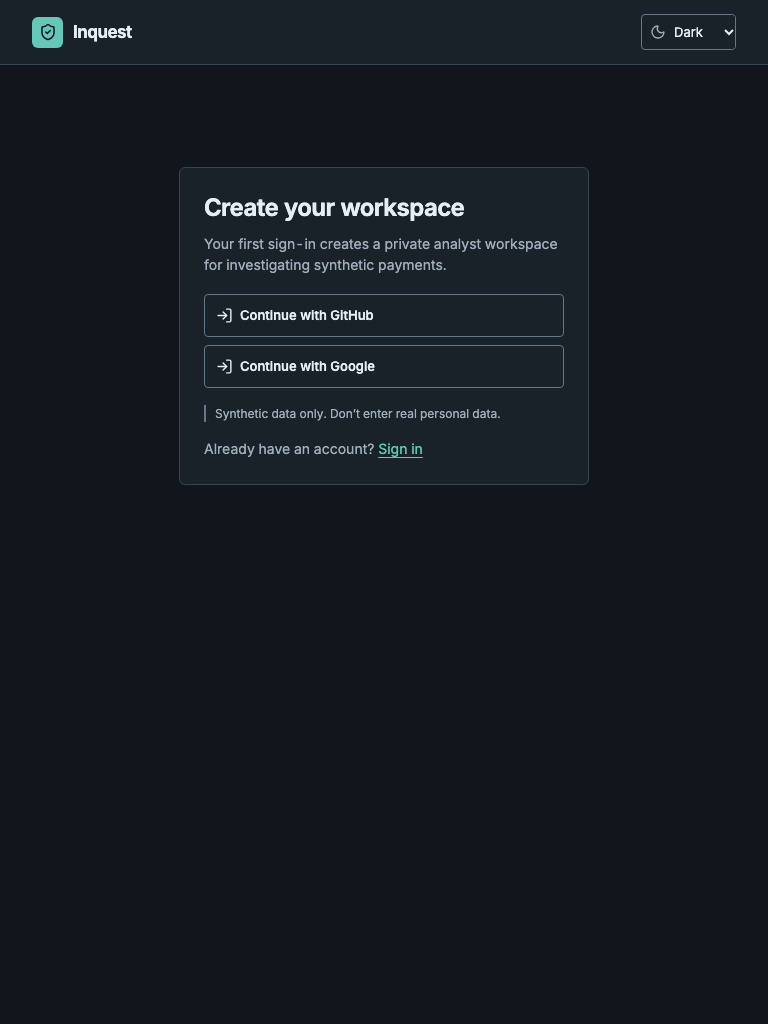 Inquest
Dark
Create your workspace
Your first sign-in creates a private analyst workspace
for investigating synthetic payments.
Continue with GitHub
Continue with Google
Synthetic data only. Don’t enter real personal data.
Already have an account? Sign in